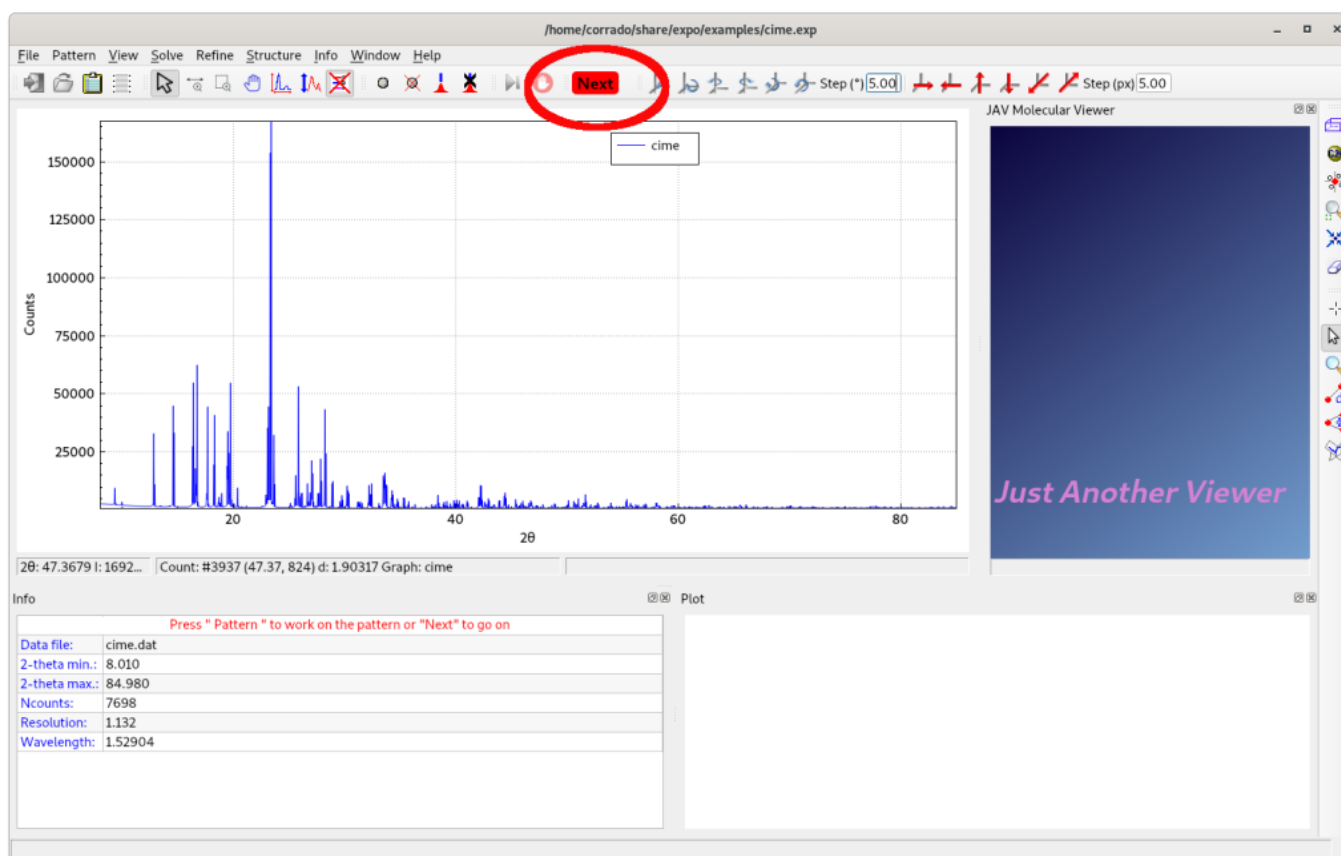 /home/corrado/share/expo/examples/cime.exp
File Pattern View Solve Refine Structure Info Window Help
Next Step (°) 5.00 Step (px) 5.00
JAV Molecular Viewer
cime
150000
125000
100000
75000
50000
25000
Counts
20 40 60 80
2θ
Just Another Viewer
2θ: 47.3679 I: 1692... Count: #3937 (47.37, 824) d: 1.90317 Graph: cime
Info
Plot
Press " Pattern " to work on the pattern or "Next" to go on
Data file: cime.dat
2-theta min.: 8.010
2-theta max.: 84.980
Ncounts: 7698
Resolution: 1.132
Wavelength: 1.52904